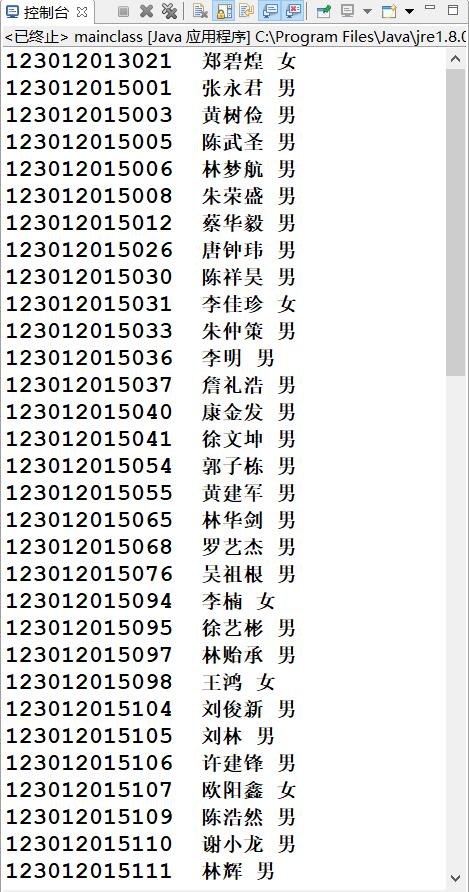 控制台
<已终止> mainclass [Java 应用程序] C:\Program Files\Java\jre1.8.0
123012013021 郑碧煌 女
123012015001 张永君 男
123012015003 黄树俭 男
123012015005 陈武圣 男
123012015006 林梦航 男
123012015008 朱荣盛 男
123012015012 蔡华毅 男
123012015026 唐钟玮 男
123012015030 陈祥昊 男
123012015031 李佳珍 女
123012015033 朱仲策 男
123012015036 李明 男
123012015037 詹礼浩 男
123012015040 康金发 男
123012015041 徐文坤 男
123012015054 郭子栋 男
123012015055 黄建军 男
123012015065 林华剑 男
123012015068 罗艺杰 男
123012015076 吴祖根 男
123012015094 李楠 女
123012015095 徐艺彬 男
123012015097 林贻承 男
123012015098 王鸿 女
123012015104 刘俊新 男
123012015105 刘林 男
123012015106 许建锋 男
123012015107 欧阳鑫 女
123012015109 陈浩然 男
123012015110 谢小龙 男
123012015111 林辉 男